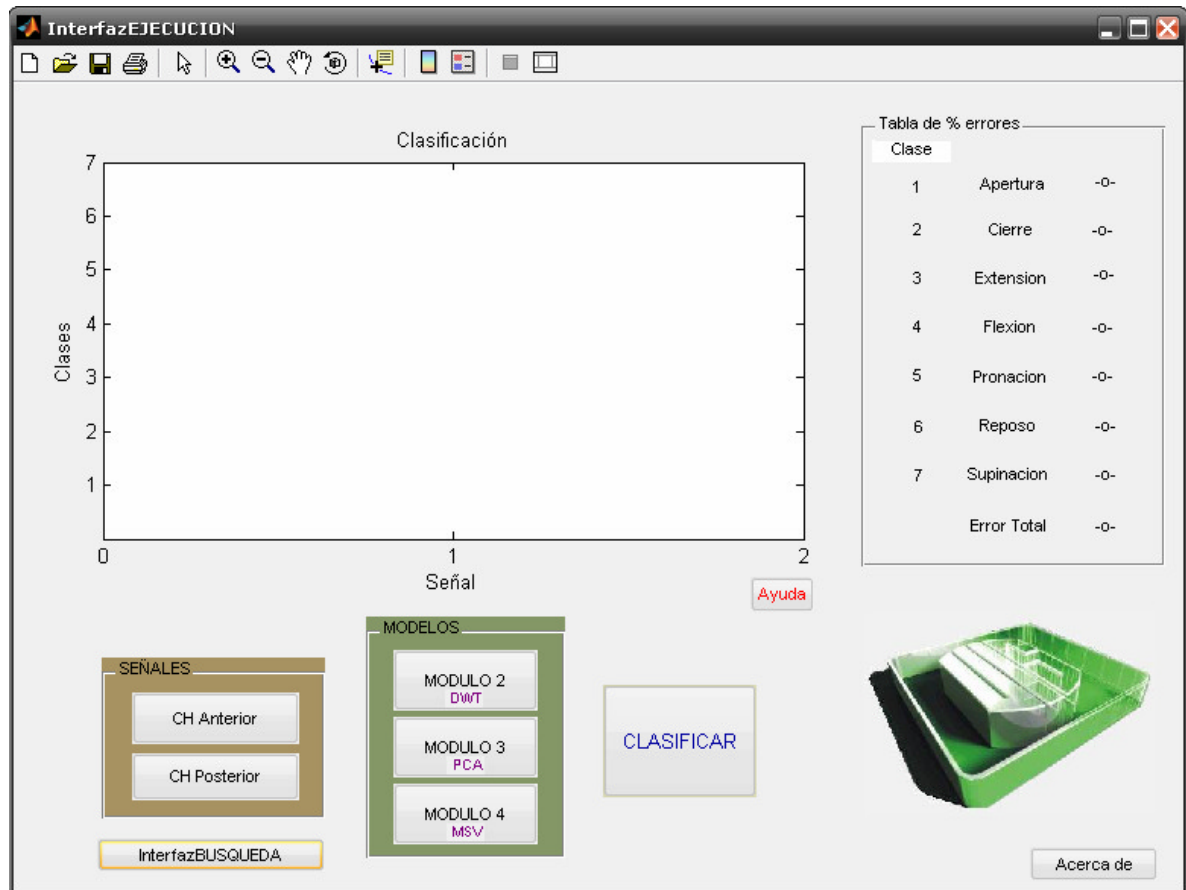 InterfazEJECUCION
Clasificación
7
6
5
4
3
2
1
Clases
0 1 2
Señal
Tabla de % errores
Clase
1 Apertura -o-
2 Cierre -o-
3 Extension -o-
4 Flexion -o-
5 Pronacion -o-
6 Reposo -o-
7 Supinacion -o-
Error Total -o-
Ayuda
SEÑALES
CH Anterior
CH Posterior
InterfazBUSQUEDA
MODELOS
MODULO 2
DWT
MODULO 3
PCA
MODULO 4
MSV
CLASIFICAR
Acerca de